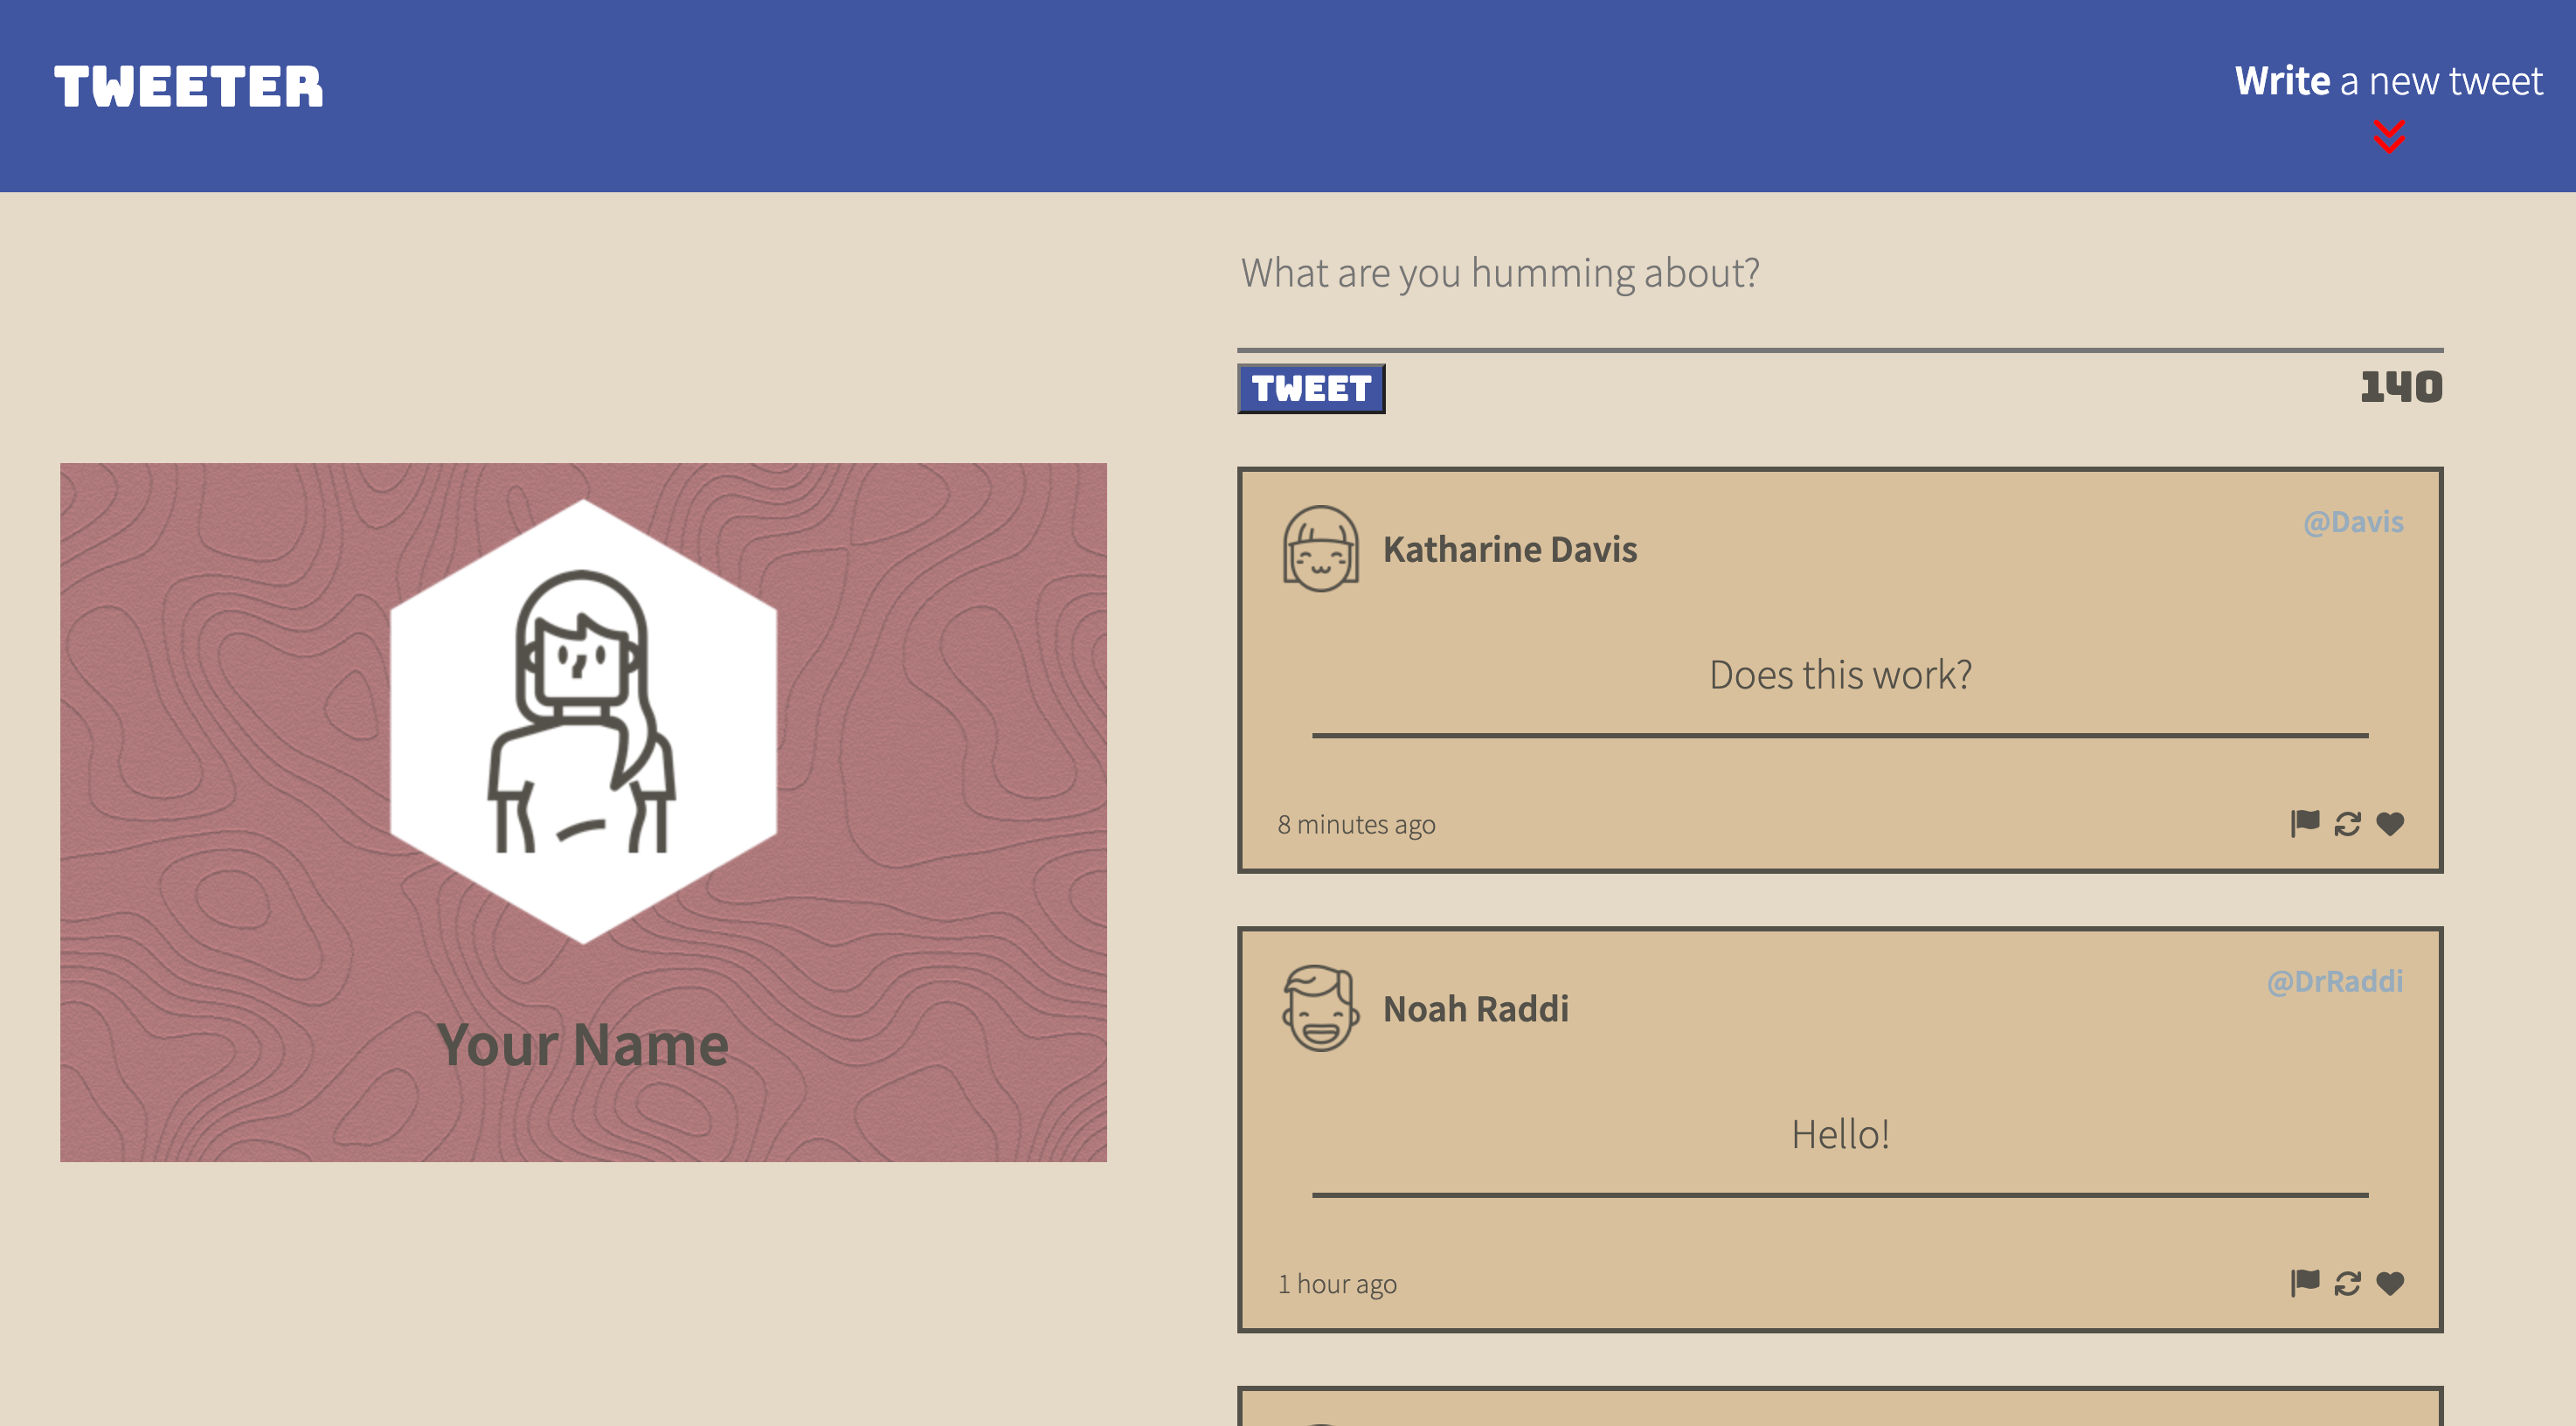 TWEETER
Write a new tweet
What are you humming about?
TWEET
140
Your Name
Katharine Davis
@Davis
Does this work?
8 minutes ago
Noah Raddi
@DrRaddi
Hello!
1 hour ago